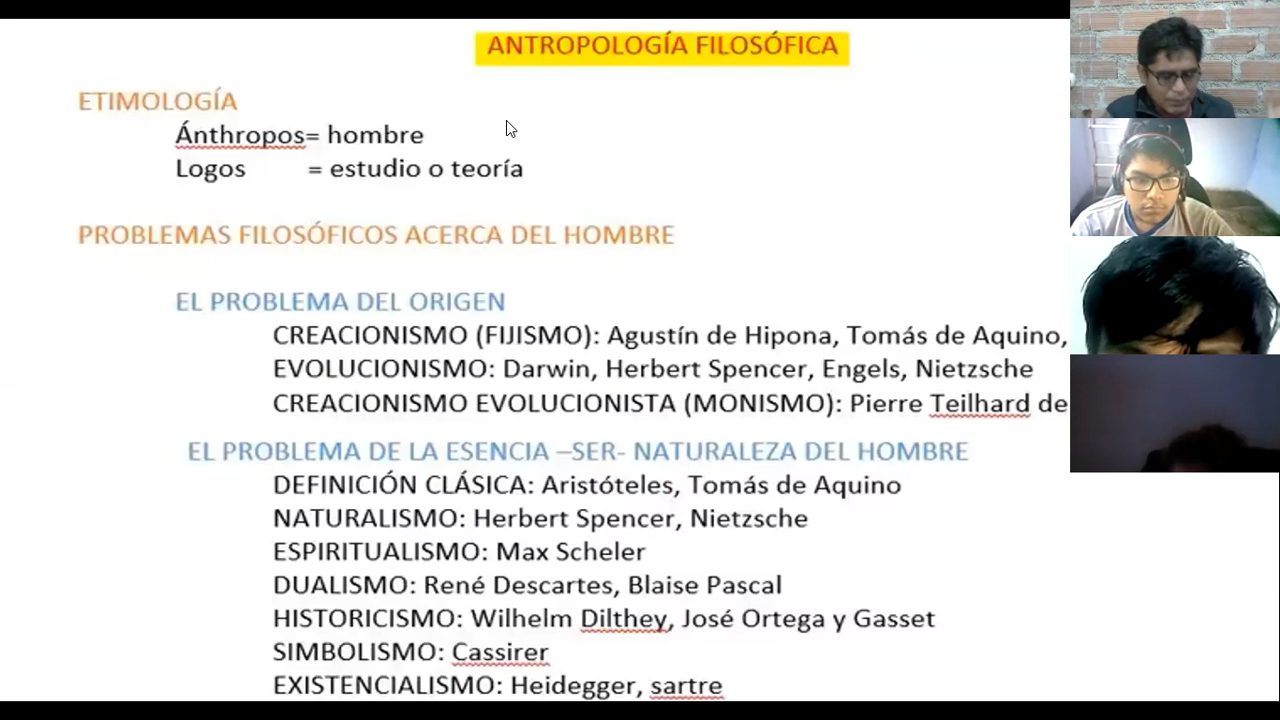 ANTROPOLOGÍA FILOSÓFICA
ETIMOLOGÍA
Ánthropos= hombre
Logos = estudio o teoría
PROBLEMAS FILOSÓFICOS ACERCA DEL HOMBRE
EL PROBLEMA DEL ORIGEN
CREACIONISMO (FIJISMO): Agustín de Hipona, Tomás de Aquino,
EVOLUCIONISMO: Darwin, Herbert Spencer, Engels, Nietzsche
CREACIONISMO EVOLUCIONISTA (MONISMO): Pierre Teilhard de
EL PROBLEMA DE LA ESENCIA –SER- NATURALEZA DEL HOMBRE
DEFINICIÓN CLÁSICA: Aristóteles, Tomás de Aquino
NATURALISMO: Herbert Spencer, Nietzsche
ESPIRITUALISMO: Max Scheler
DUALISMO: René Descartes, Blaise Pascal
HISTORICISMO: Wilhelm Dilthey, José Ortega y Gasset
SIMBOLISMO: Cassirer
EXISTENCIALISMO: Heidegger, sartre